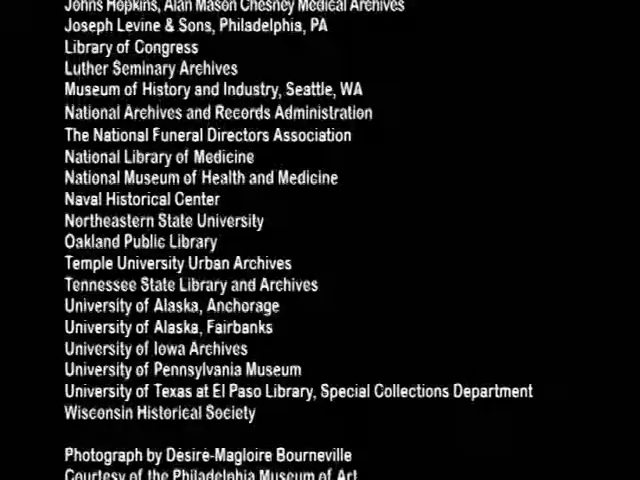 Johns Hopkins, Alan Mason Chesney Medical Archives
Joseph Levine & Sons, Philadelphia, PA
Library of Congress
Luther Seminary Archives
Museum of History and Industry, Seattle, WA
National Archives and Records Administration
The National Funeral Directors Association
National Library of Medicine
National Museum of Health and Medicine
Naval Historical Center
Northeastern State University
Oakland Public Library
Temple University Urban Archives
Tennessee State Library and Archives
University of Alaska, Anchorage
University of Alaska, Fairbanks
University of Iowa Archives
University of Pennsylvania Museum
University of Texas at El Paso Library, Special Collections Department
Wisconsin Historical Society
Photograph by Désiré-Magloire Bourneville
Courtesy of the Philadelphia Museum of Art